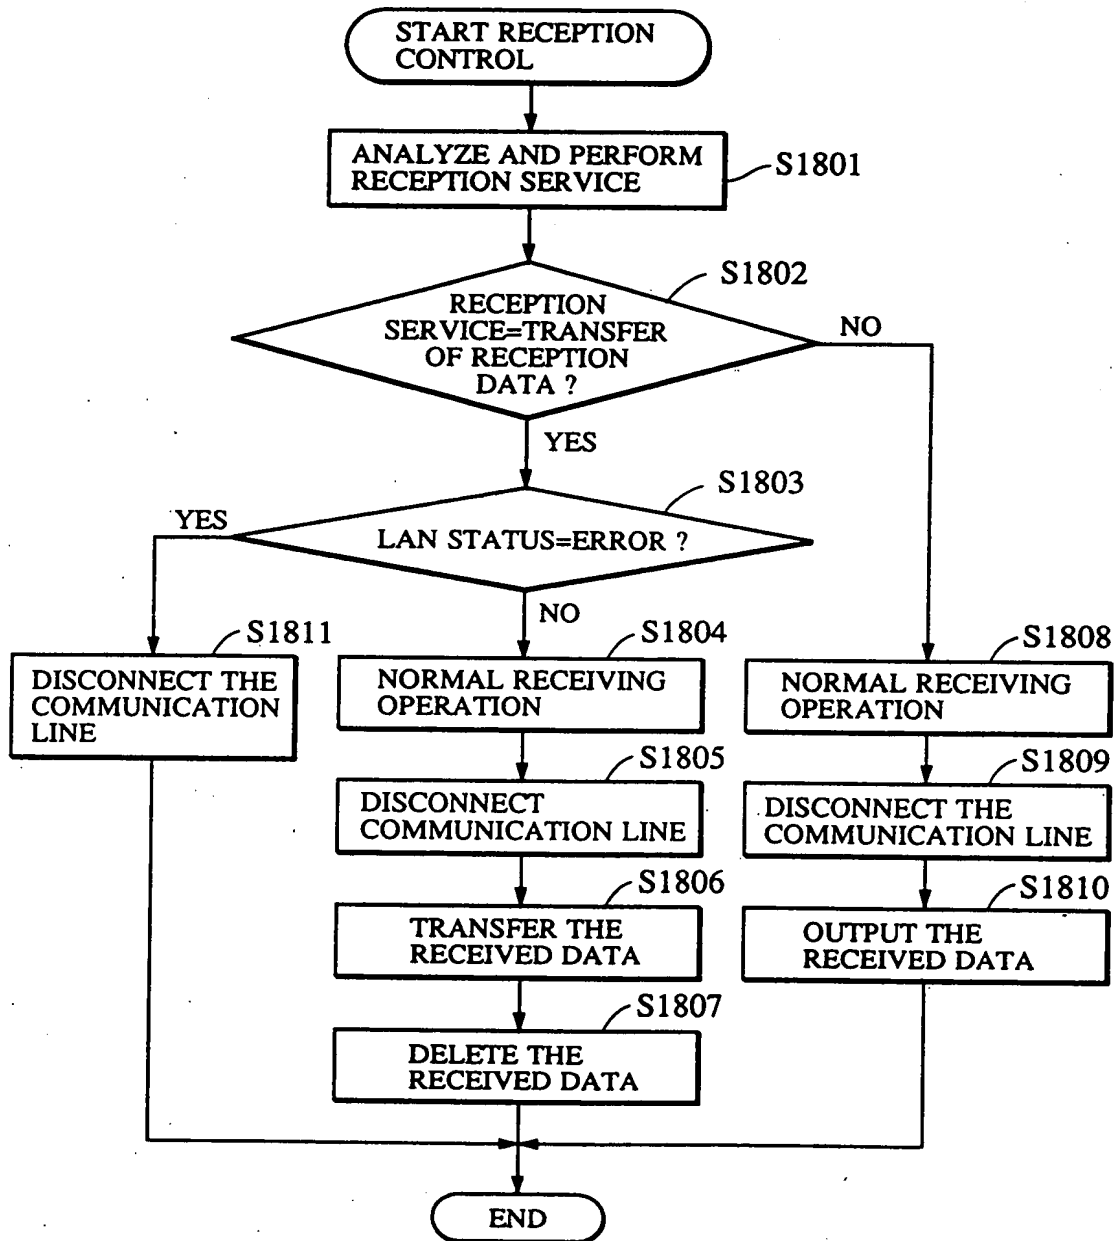 START RECEPTION
CONTROL
ANALYZE AND PERFORM
RECEPTION SERVICE
S1801
S1802
RECEPTION
SERVICE=TRANSFER
OF RECEPTION
DATA ?
NO
YES
S1803
YES
LAN STATUS=ERROR ?
NO
S1811
DISCONNECT THE
COMMUNICATION
LINE
S1804
NORMAL RECEIVING
OPERATION
S1808
NORMAL RECEIVING
OPERATION
S1805
DISCONNECT
COMMUNICATION LINE
S1809
DISCONNECT THE
COMMUNICATION LINE
S1806
TRANSFER THE
RECEIVED DATA
S1810
OUTPUT THE
RECEIVED DATA
S1807
DELETE THE
RECEIVED DATA
END